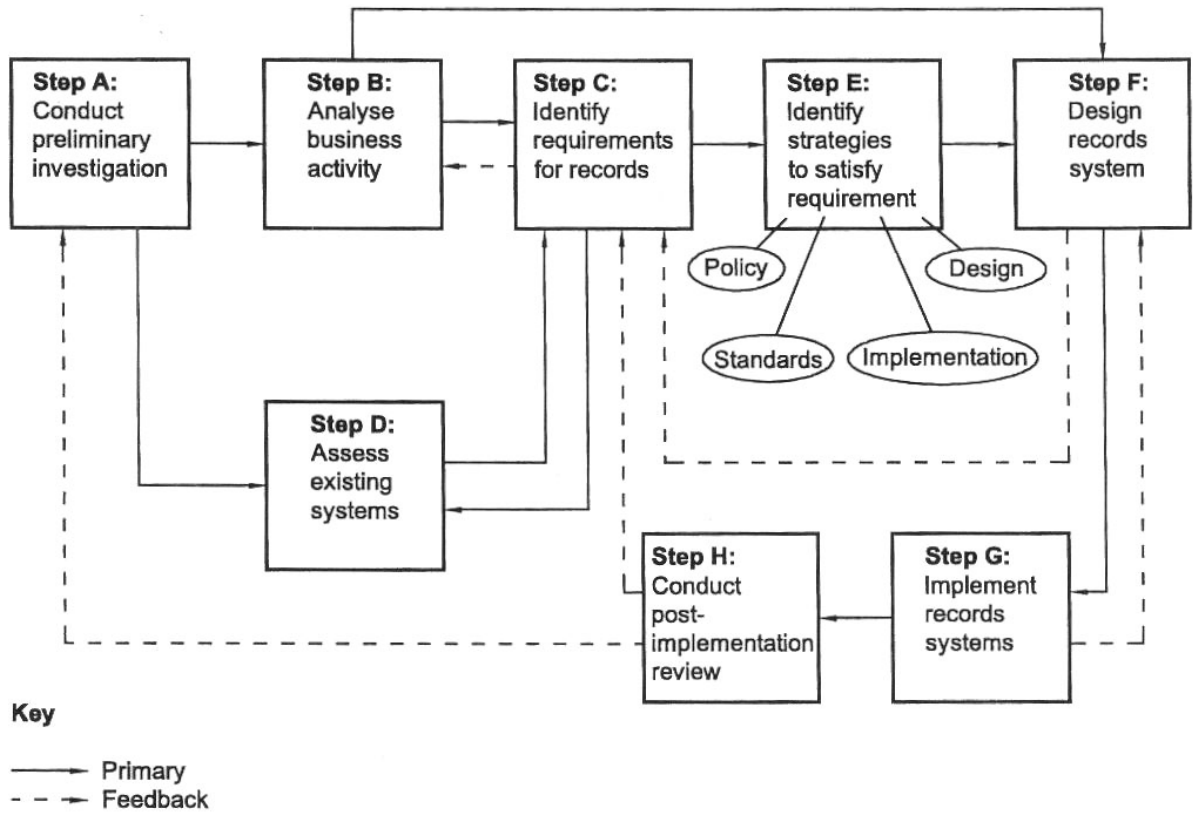 Step A:
Conduct
preliminary
investigation
Step B:
Analyse
business
activity
Step C:
Identify
requirements
for records
Step E:
Identify
strategies
to satisfy
requirement
Step F:
Design
records
system
Policy
Design
Standards
Implementation
Step D:
Assess
existing
systems
Step H:
Conduct
post-
implementation
review
Step G:
Implement
records
systems
Key
Primary
Feedback